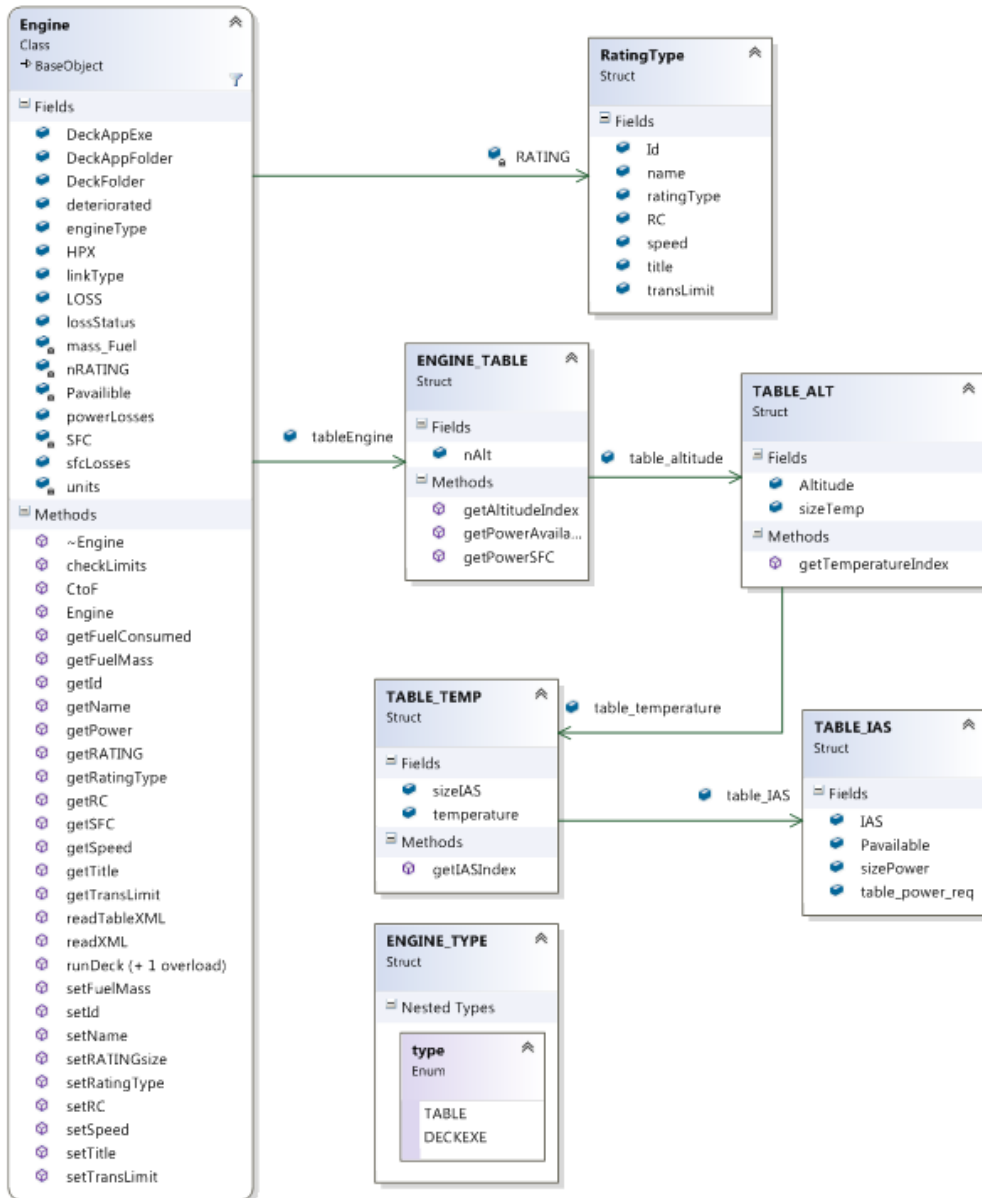 Engine
Class
BaseObject
Fields
DeckAppExe
DeckAppFolder
DeckFolder
deteriorated
engineType
HPX
linkType
LOSS
lossStatus
mass_Fuel
nRATING
Pavailible
powerLosses
SFC
sfcLosses
units
Methods
~Engine
checkLimits
CtoF
Engine
getFuelConsumed
getFuelMass
getId
getName
getPower
getRATING
getRatingType
getRC
getSFC
getSpeed
getTitle
getTransLimit
readTableXML
readXML
runDeck (+ 1 overload)
setFuelMass
setId
setName
setRATINGsize
setRatingType
setRC
setSpeed
setTitle
setTransLimit
RATING
RatingType
Struct
Fields
Id
name
ratingType
RC
speed
title
transLimit
tableEngine
ENGINE_TABLE
Struct
Fields
nAlt
Methods
getAltitudeIndex
getPowerAvaila...
getPowerSFC
table_altitude
TABLE_ALT
Struct
Fields
Altitude
sizeTemp
Methods
getTemperatureIndex
table_temperature
TABLE_TEMP
Struct
Fields
sizeIAS
temperature
Methods
getIASIndex
table_IAS
TABLE_IAS
Struct
Fields
IAS
Pavailable
sizePower
table_power_req
ENGINE_TYPE
Struct
Nested Types
type
Enum
TABLE
DECKEXE